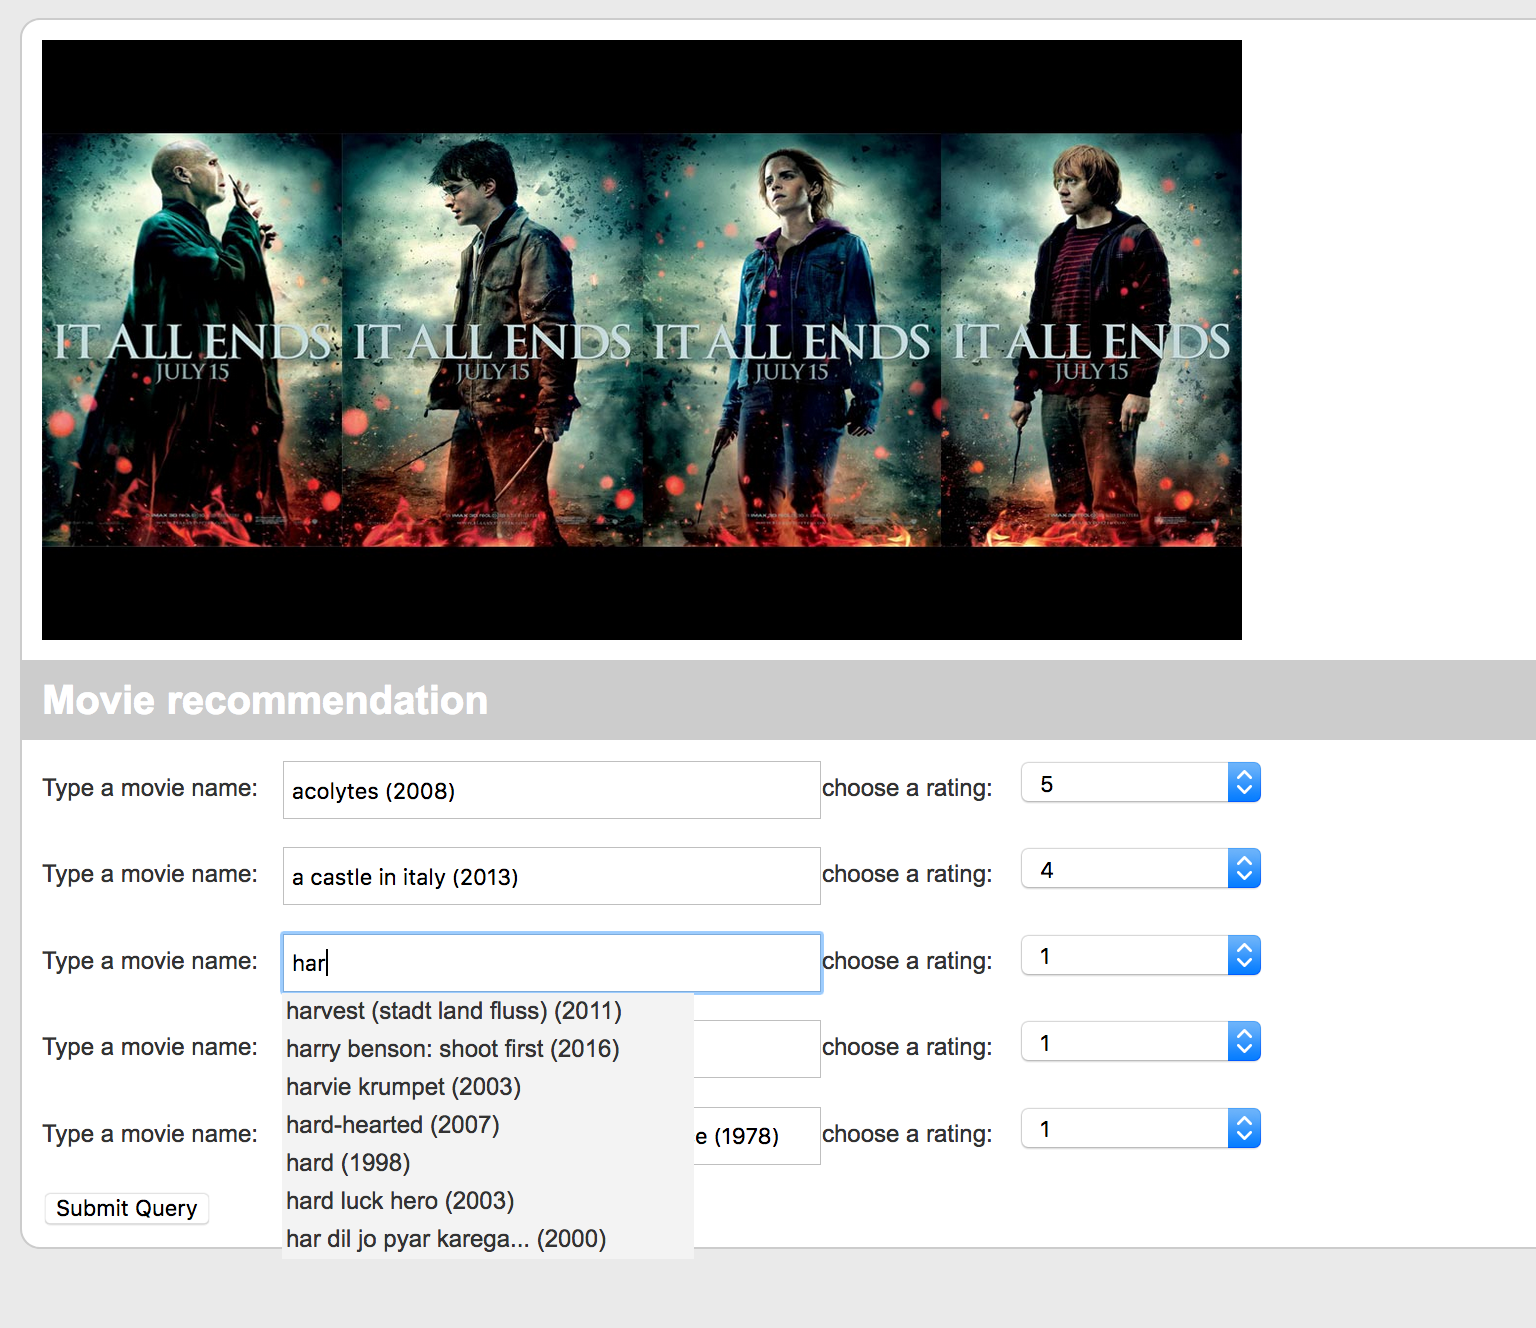 IT ALL ENDS IT ALL ENDS IT ALL ENDS IT ALL ENDS
JULY 15 JULY 15 JULY 15 JULY 15
Movie recommendation
Type a movie name: acolytes (2008) choose a rating: 5
Type a movie name: a castle in italy (2013) choose a rating: 4
Type a movie name: har choose a rating: 1
harvest (stadt land fluss) (2011)
Type a movie name: harry benson: shoot first (2016) choose a rating: 1
harvie krumpet (2003)
Type a movie name: hard-hearted (2007) e (1978) choose a rating: 1
hard (1998)
Submit Query hard luck hero (2003)
har dil jo pyar karega... (2000)